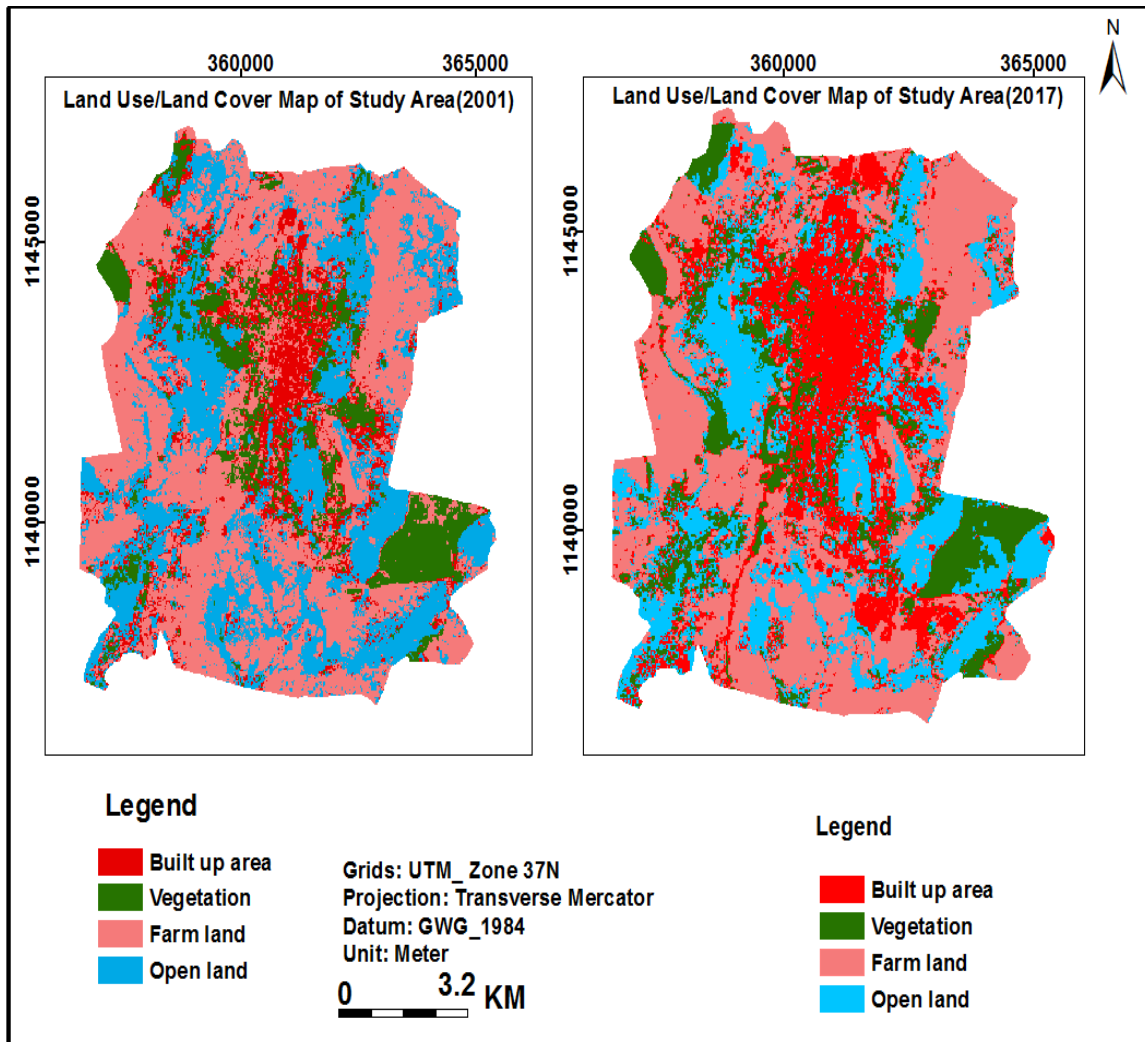 N
360,000 365,000
360,000 365,000
Land Use/Land Cover Map of Study Area(2001)
Land Use/Land Cover Map of Study Area(2017)
1145000
1140000
1145000
1140000
Legend
Built up area
Vegetation
Farm land
Open land
Grids: UTM_ Zone 37N
Projection: Transverse Mercator
Datum: GWG_1984
Unit: Meter
0 3.2 KM
Legend
Built up area
Vegetation
Farm land
Open land